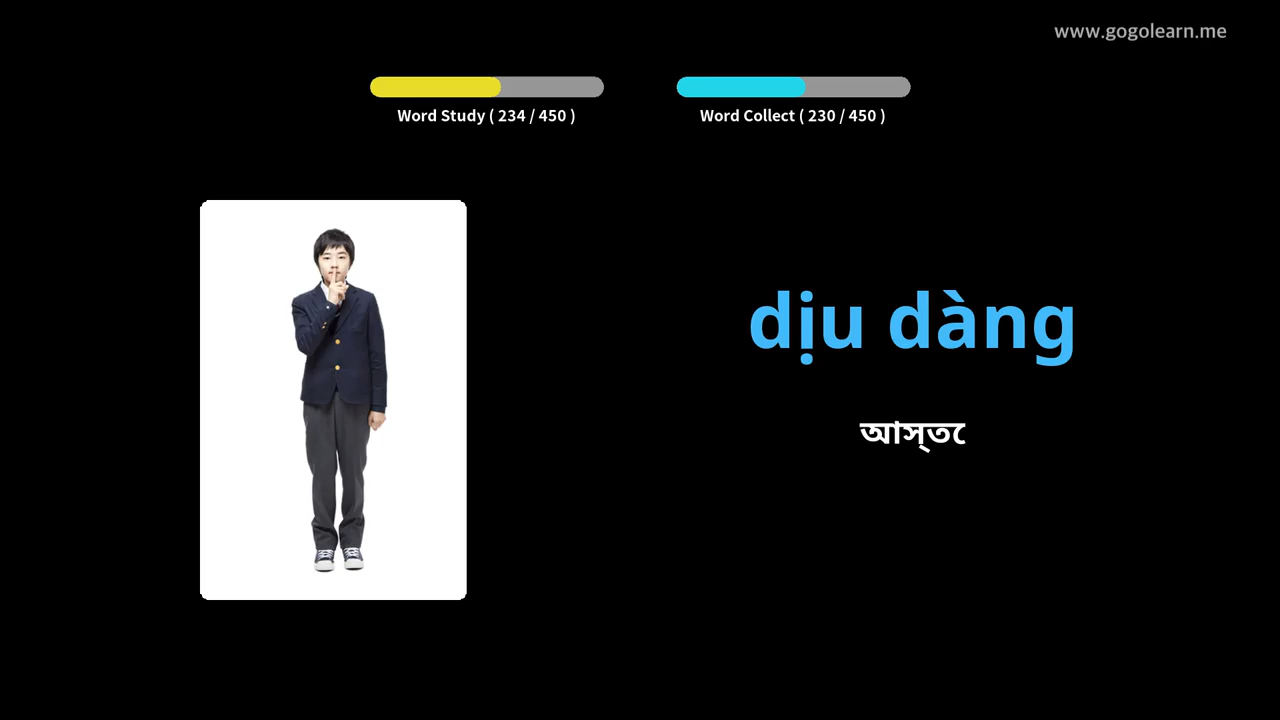 www.gogolearn.me
Word Study ( 234 / 450 )
Word Collect ( 230 / 450 )
dịu dàng
আস্তে